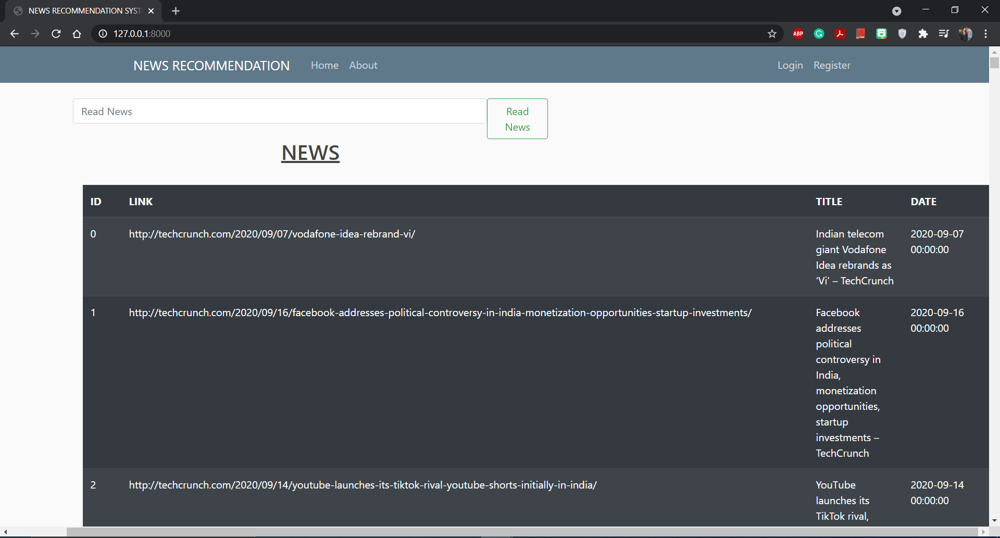 NEWS RECOMMENDATION SYST
127.0.0.1:8000
ABP
NEWS RECOMMENDATION Home About Login Register
Read News
Read
News
NEWS
ID LINK TITLE DATE
0 http://techcrunch.com/2020/09/07/vodafone-idea-rebrand-vi/ Indian telecom 2020-09-07
giant Vodafone 00:00:00
Idea rebrands as
‘Vi’ – TechCrunch
1 http://techcrunch.com/2020/09/16/facebook-addresses-political-controversy-in-india-monetization-opportunities-startup-investments/ Facebook 2020-09-16
addresses 00:00:00
political
controversy in
India,
monetization
opportunities,
startup
investments –
TechCrunch
2 http://techcrunch.com/2020/09/14/youtube-launches-its-tiktok-rival-youtube-shorts-initially-in-india/ YouTube 2020-09-14
launches its 00:00:00
TikTok rival,